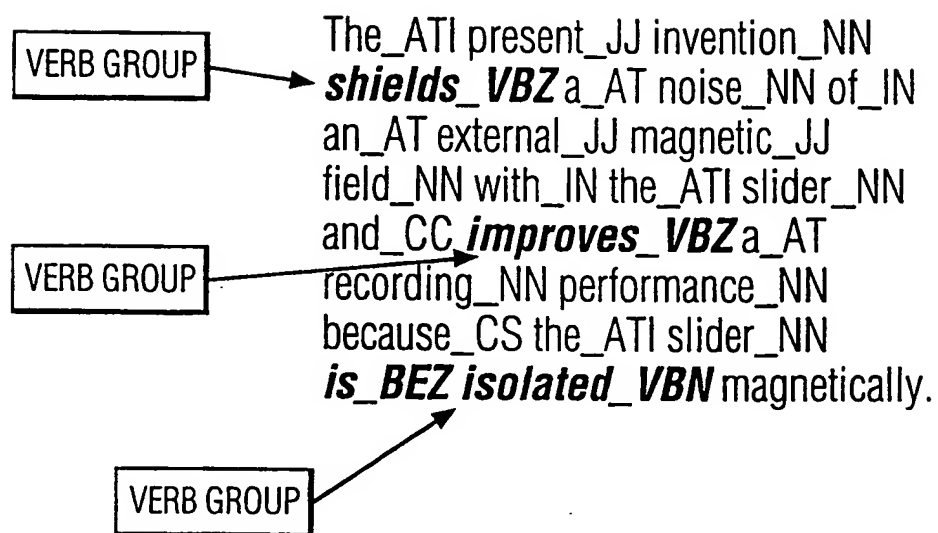 VERB GROUP
The_ATI present_JJ invention_NN
shields_VBZ a_AT noise_NN of_IN
an_AT external_JJ magnetic_JJ
field_NN with_IN the_ATI slider_NN
and_CC improves_VBZ a_AT
VERB GROUP
recording_NN performance_NN
because_CS the_ATI slider_NN
is_BEZ isolated_VBN magnetically.
VERB GROUP